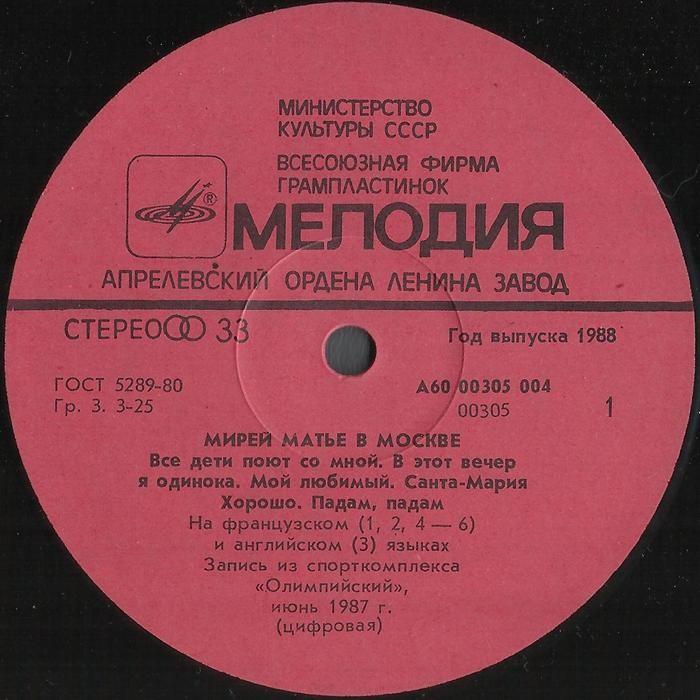 МИНИСТЕРСТВО
КУЛЬТУРЫ СССР
ВСЕСОЮЗНАЯ ФИРМА
ГРАМПЛАСТИНОК
®
МЕЛОДИЯ
АПРЕЛЕВСКИЙ ОРДЕНА ЛЕНИНА ЗАВОД
СТЕРЕО 33
Год выпуска 1988
ГОСТ 5289-80
Гр. 3. 3-25
А60 00305 004
00305
1
МИРЕЙ МАТЬЕ В МОСКВЕ
Все дети поют со мной. В этот вечер
я одинока. Мой любимый. Санта-Мария
Хорошо. Падам, падам
На французском (1, 2, 4 — 6)
и английском (3) языках
Запись из спорткомплекса
«Олимпийский»,
июнь 1987 г.
(цифровая)